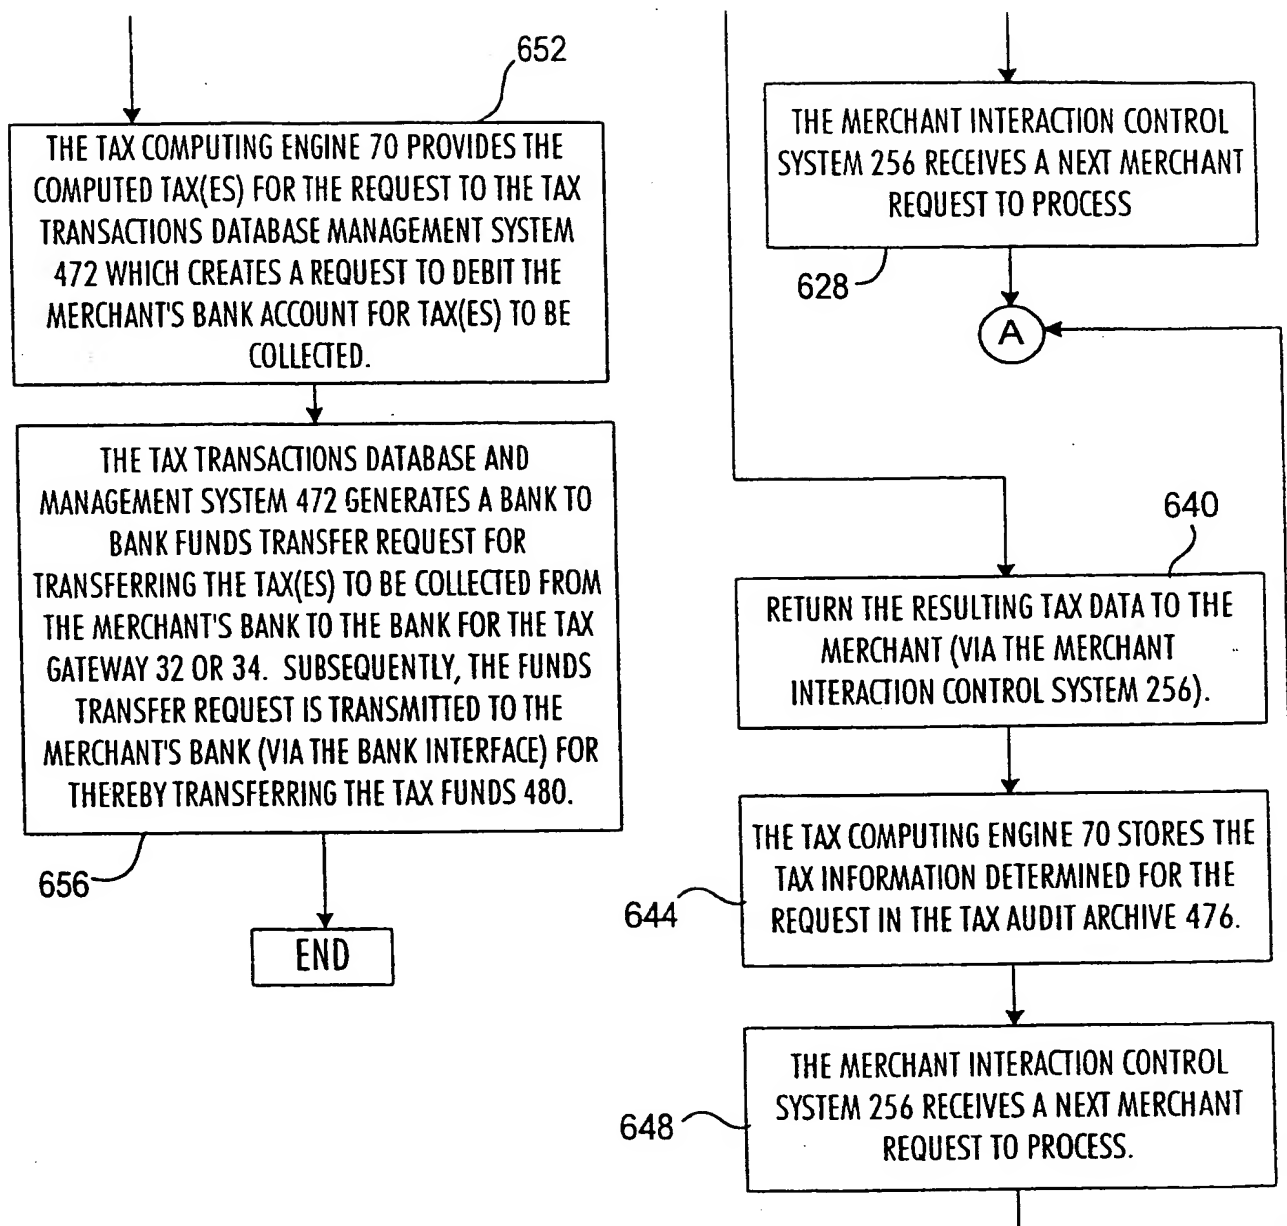 652
THE TAX COMPUTING ENGINE 70 PROVIDES THE
COMPUTED TAX(ES) FOR THE REQUEST TO THE TAX
TRANSACTIONS DATABASE MANAGEMENT SYSTEM
472 WHICH CREATES A REQUEST TO DEBIT THE
MERCHANT'S BANK ACCOUNT FOR TAX(ES) TO BE
COLLECTED.
THE TAX TRANSACTIONS DATABASE AND
MANAGEMENT SYSTEM 472 GENERATES A BANK TO
BANK FUNDS TRANSFER REQUEST FOR
TRANSFERRING THE TAX(ES) TO BE COLLECTED FROM
THE MERCHANT'S BANK TO THE BANK FOR THE TAX
GATEWAY 32 OR 34. SUBSEQUENTLY, THE FUNDS
TRANSFER REQUEST IS TRANSMITTED TO THE
MERCHANT'S BANK (VIA THE BANK INTERFACE) FOR
THEREBY TRANSFERRING THE TAX FUNDS 480.
656
END
THE MERCHANT INTERACTION CONTROL
SYSTEM 256 RECEIVES A NEXT MERCHANT
REQUEST TO PROCESS
628
A
640
RETURN THE RESULTING TAX DATA TO THE
MERCHANT (VIA THE MERCHANT
INTERACTION CONTROL SYSTEM 256).
THE TAX COMPUTING ENGINE 70 STORES THE
TAX INFORMATION DETERMINED FOR THE
REQUEST IN THE TAX AUDIT ARCHIVE 476.
644
THE MERCHANT INTERACTION CONTROL
SYSTEM 256 RECEIVES A NEXT MERCHANT
REQUEST TO PROCESS.
648